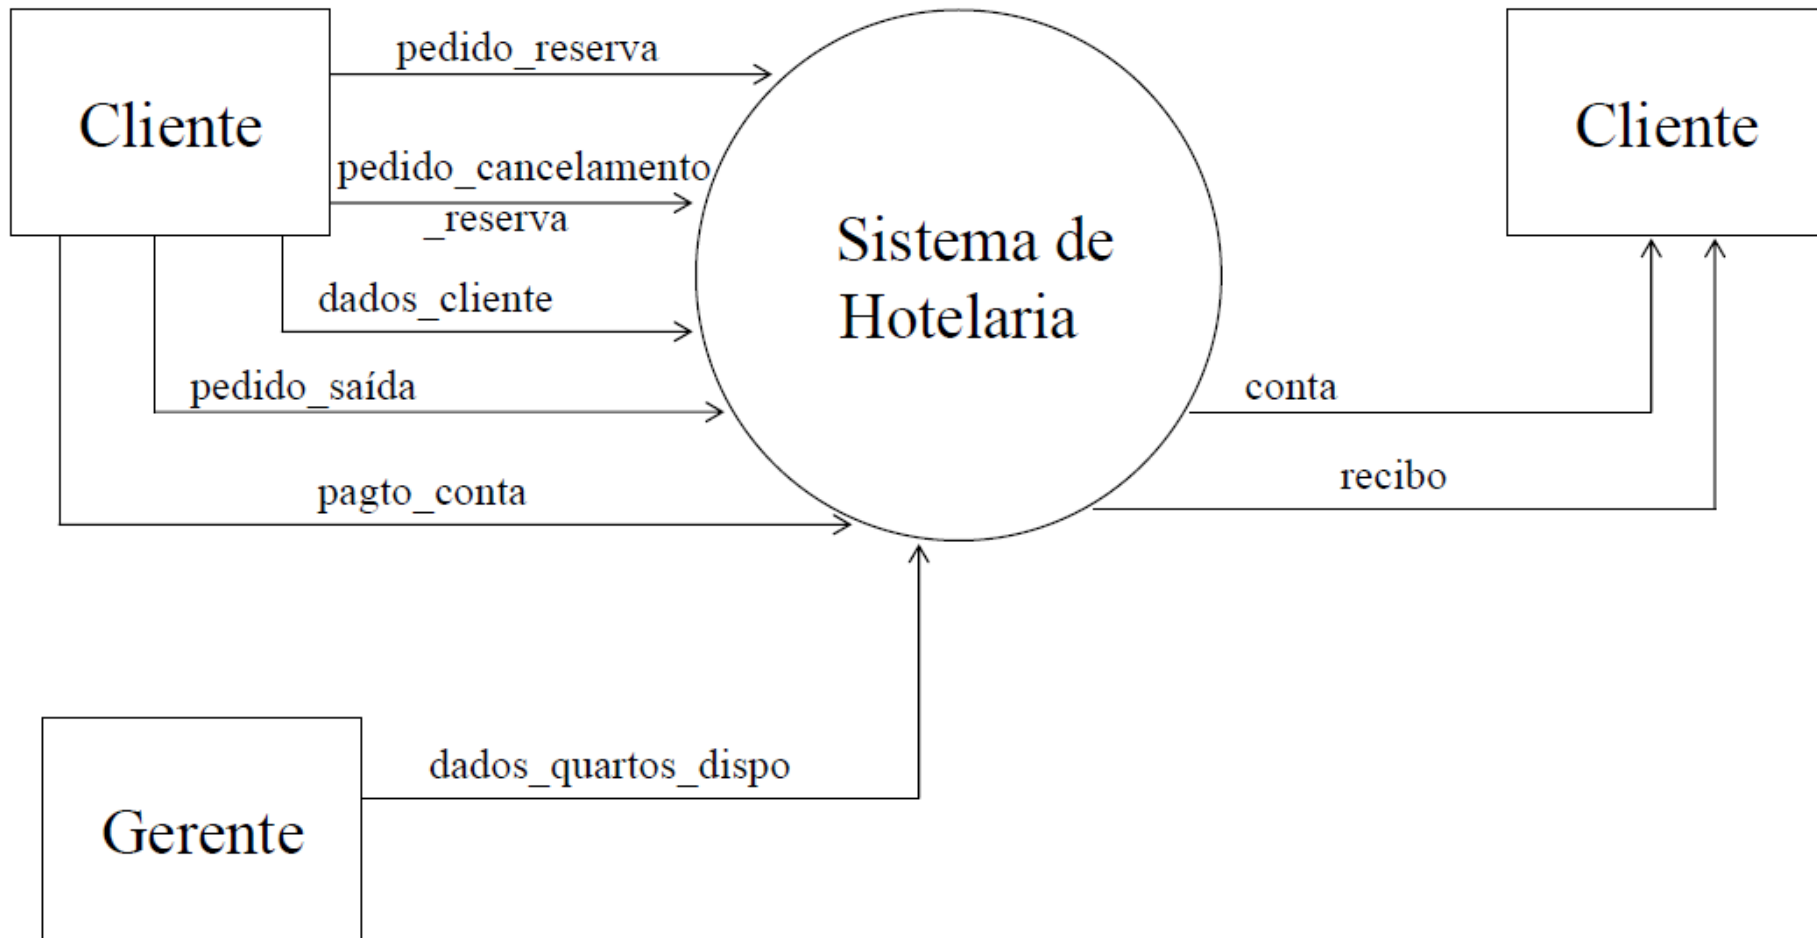 pedido_reserva
Cliente
Cliente
pedido_cancelamento
_reserva
Sistema de
Hotelaria
dados_cliente
pedido_saída
conta
recibo
pagto_conta
dados_quartos_dispo
Gerente